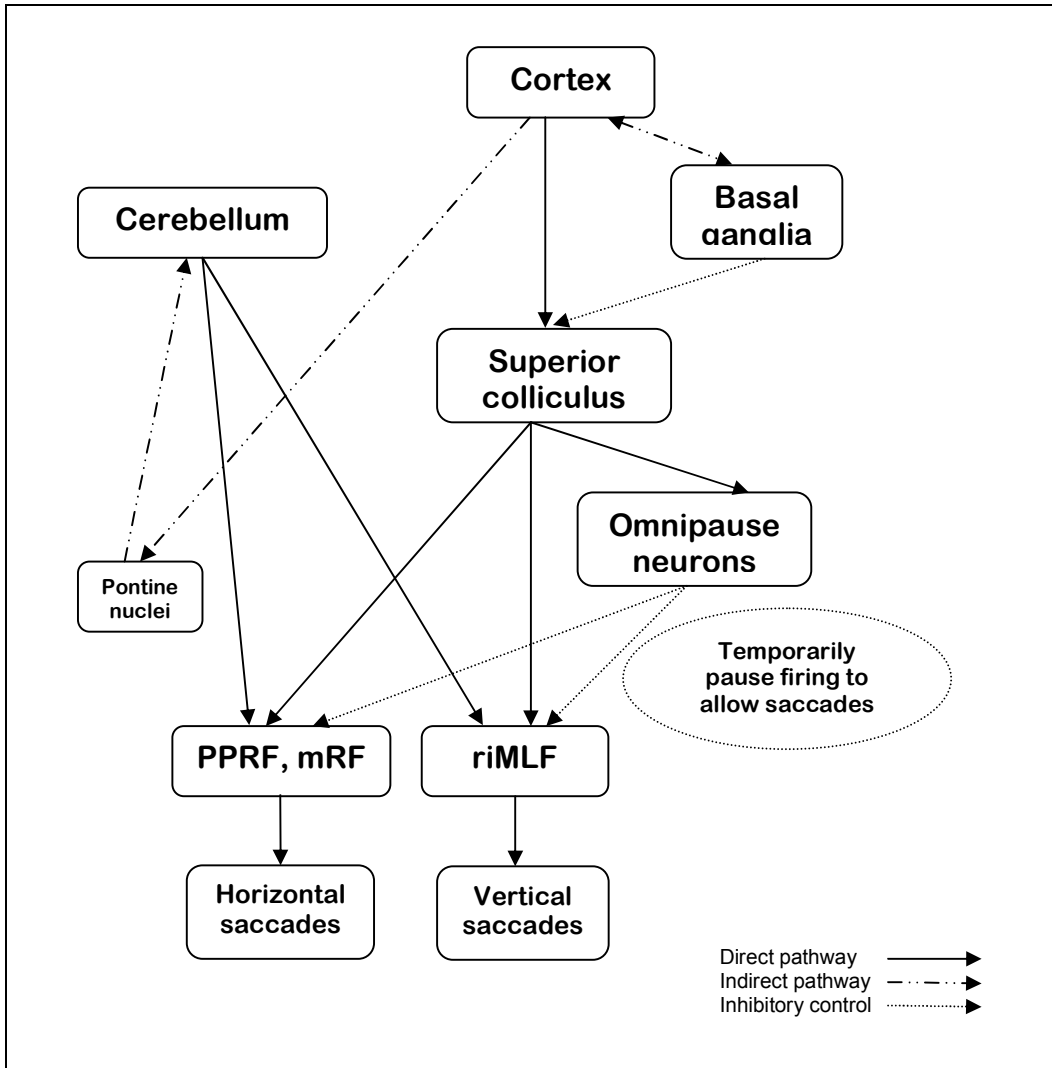 Cortex
Basal
ganglia
Cerebellum
Superior
colliculus
Omnipause
neurons
Pontine
nuclei
Temporarily
pause firing to
allow saccades
PPRF, mRF
riMLF
Horizontal
saccades
Vertical
saccades
Direct pathway
Indirect pathway
Inhibitory control